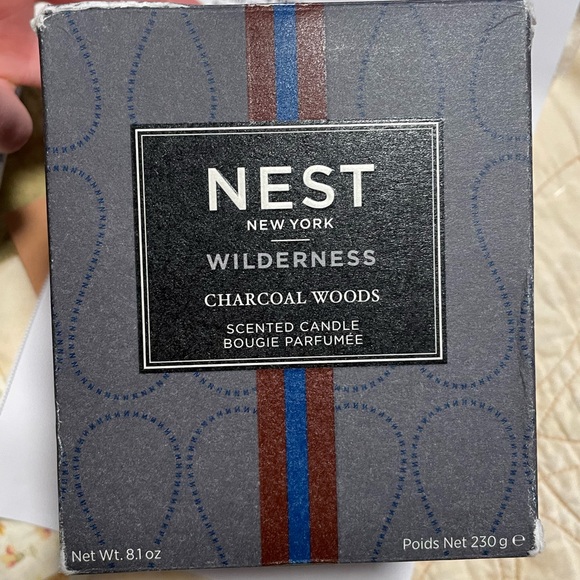 NEST
NEW YORK
WILDERNESS
CHARCOAL WOODS
SCENTED CANDLE
BOUGIE PARFUMÉE
Net Wt. 8.1 oz
Poids Net 230 g ℮